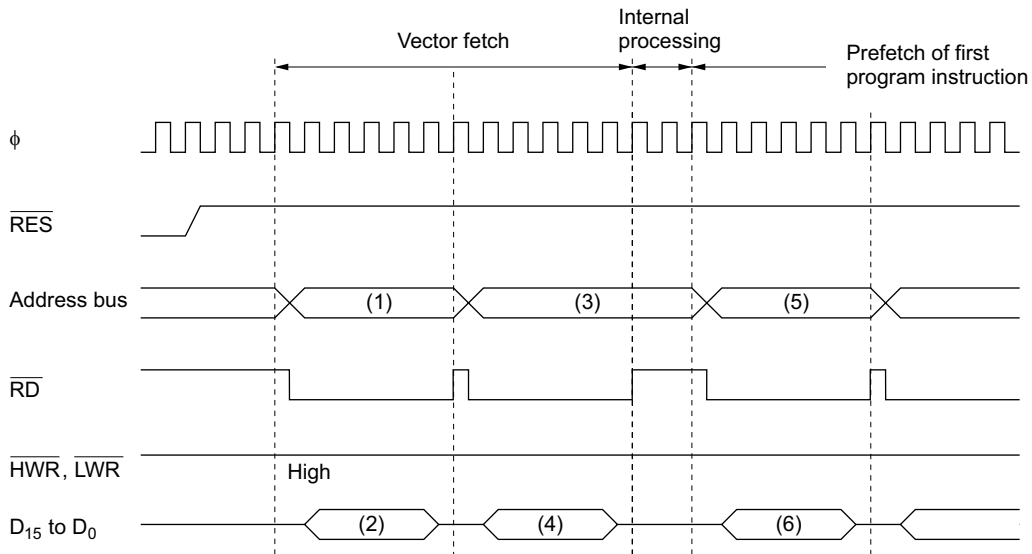 Internal
processing
Vector fetch
Prefetch of first
program instruction
ϕ
RES
Address bus (1) (3) (5)
RD
HWR, LWR
High
D15 to D0 (2) (4) (6)